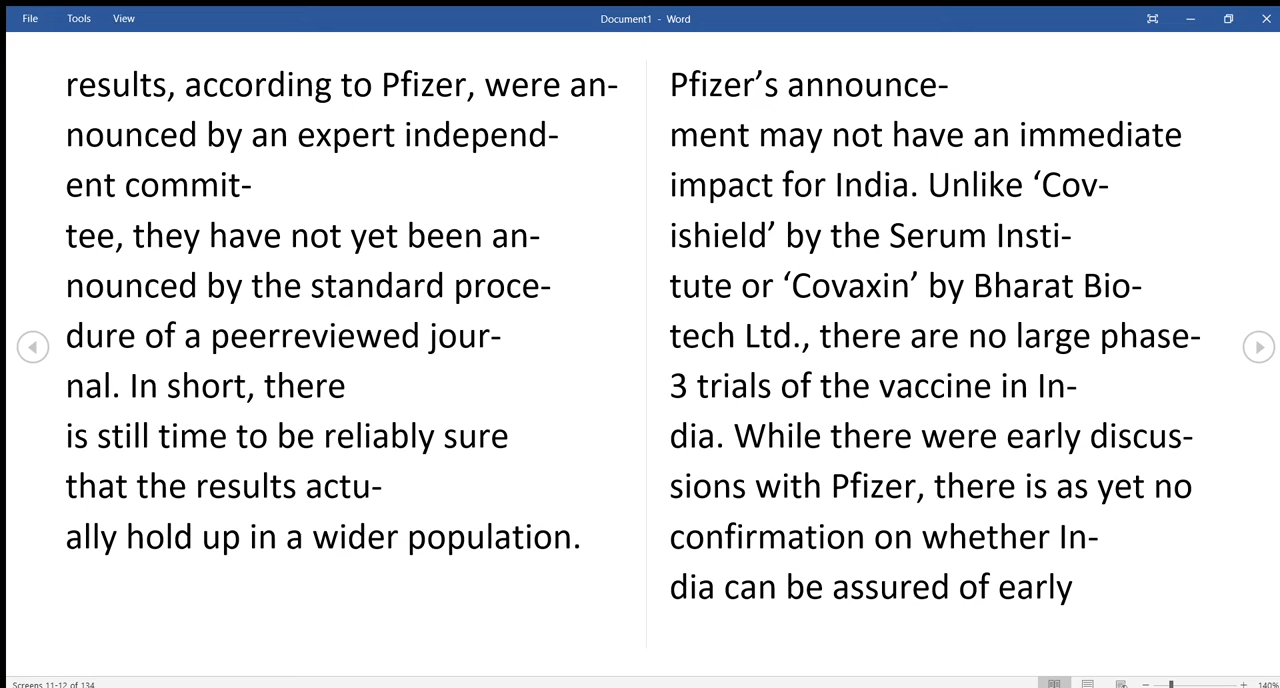 File Tools View Document1 - Word
results, according to Pfizer, were an-
nounced by an expert independ-
ent commit-
tee, they have not yet been an-
nounced by the standard proce-
dure of a peerreviewed jour-
nal. In short, there
is still time to be reliably sure
that the results actu-
ally hold up in a wider population.
Pfizer’s announce-
ment may not have an immediate
impact for India. Unlike ‘Cov-
ishield’ by the Serum Insti-
tute or ‘Covaxin’ by Bharat Bio-
tech Ltd., there are no large phase-
3 trials of the vaccine in In-
dia. While there were early discus-
sions with Pfizer, there is as yet no
confirmation on whether In-
dia can be assured of early
Screens 11-12 of 134
140%